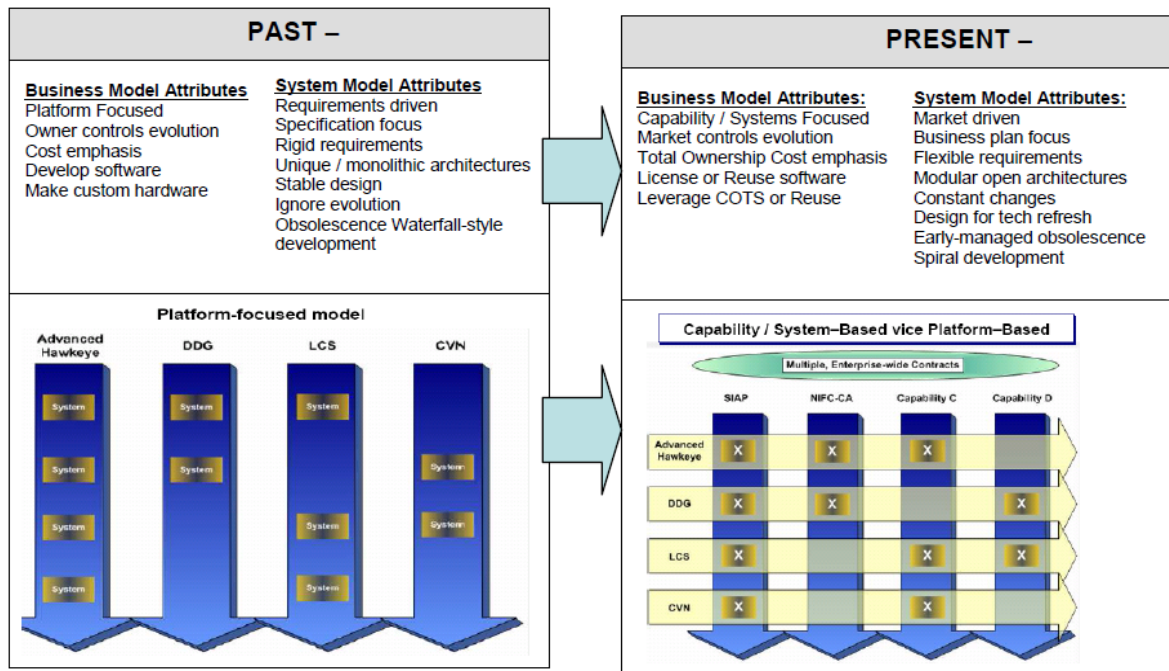 PAST –
Business Model Attributes
Platform Focused
Owner controls evolution
Cost emphasis
Develop software
Make custom hardware
System Model Attributes
Requirements driven
Specification focus
Rigid requirements
Unique / monolithic architectures
Stable design
Ignore evolution
Obsolescence Waterfall-style
development
Platform-focused model
Advanced
Hawkeye
DDG
LCS
CVN
System
System
System
System
System
System
System
System
System
System
System
PRESENT –
Business Model Attributes:
Capability / Systems Focused
Market controls evolution
Total Ownership Cost emphasis
License or Reuse software
Leverage COTS or Reuse
System Model Attributes:
Market driven
Business plan focus
Flexible requirements
Modular open architectures
Constant changes
Design for tech refresh
Early-managed obsolescence
Spiral development
Capability / System–Based vice Platform–Based
Multiple, Enterprise-wide Contracts
SIAP NIFC-CA Capability C Capability D
Advanced
Hawkeye
X X X
DDG X X X
LCS X X X
CVN X X